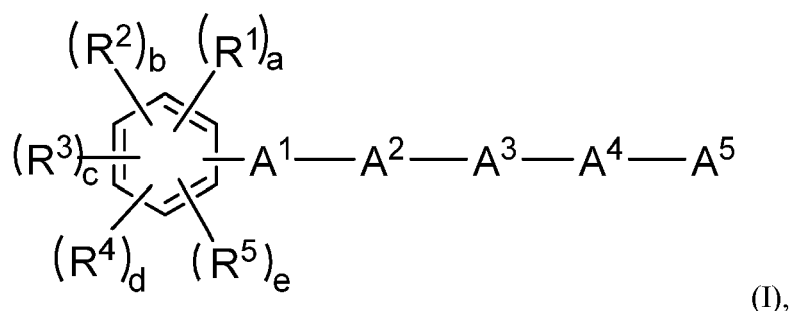 (R²)b (R¹)a
(R³)c A¹ A² A³ A⁴ A⁵
(R⁴)d (R⁵)e
(I),